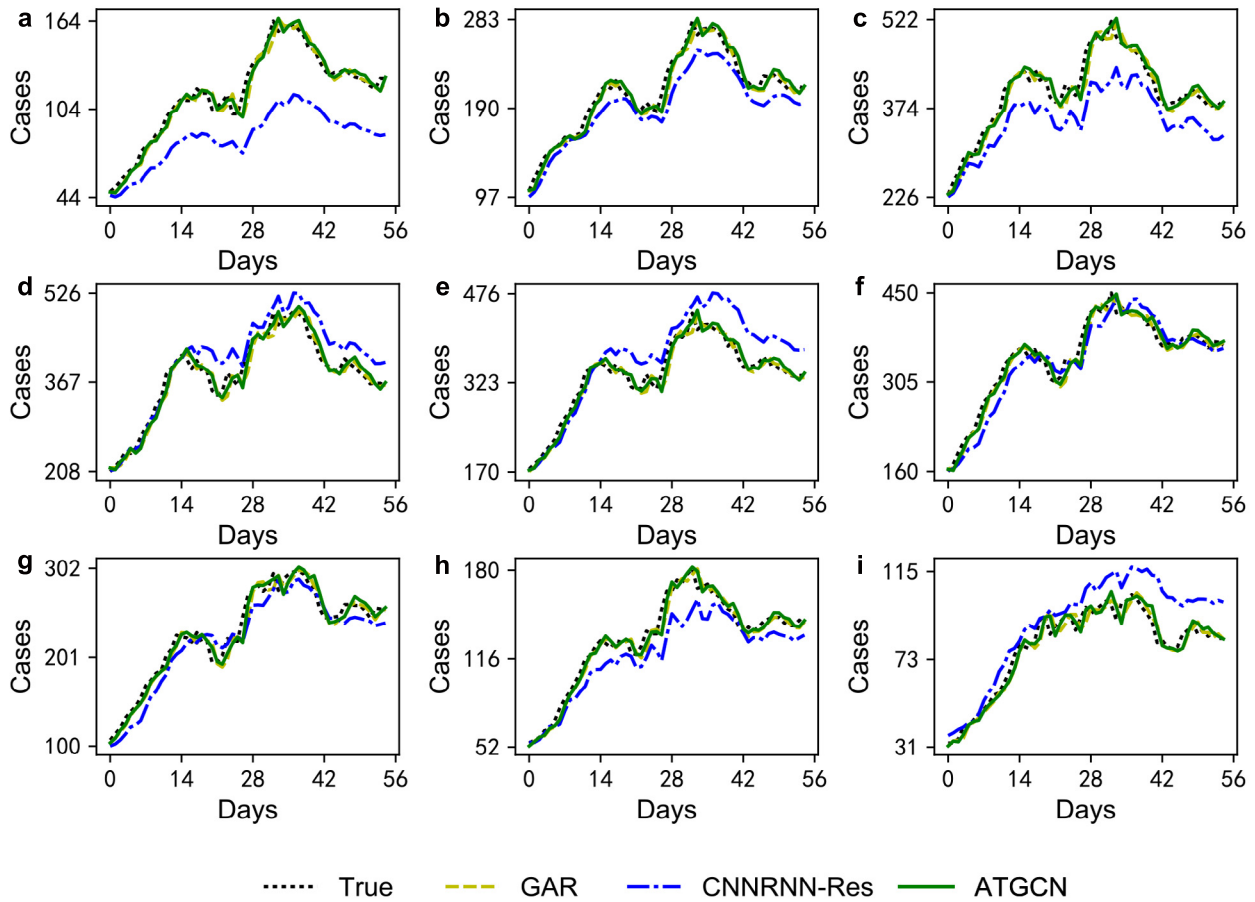 a
164
104
44
Cases
0 14 28 42 56
Days
b
283
190
97
Cases
0 14 28 42 56
Days
c
522
374
226
Cases
0 14 28 42 56
Days
d
526
367
208
Cases
0 14 28 42 56
Days
e
476
323
170
Cases
0 14 28 42 56
Days
f
450
305
160
Cases
0 14 28 42 56
Days
g
302
201
100
Cases
0 14 28 42 56
Days
h
180
116
52
Cases
0 14 28 42 56
Days
i
115
73
31
Cases
0 14 28 42 56
Days
True GAR CNNRNN-Res ATGCN